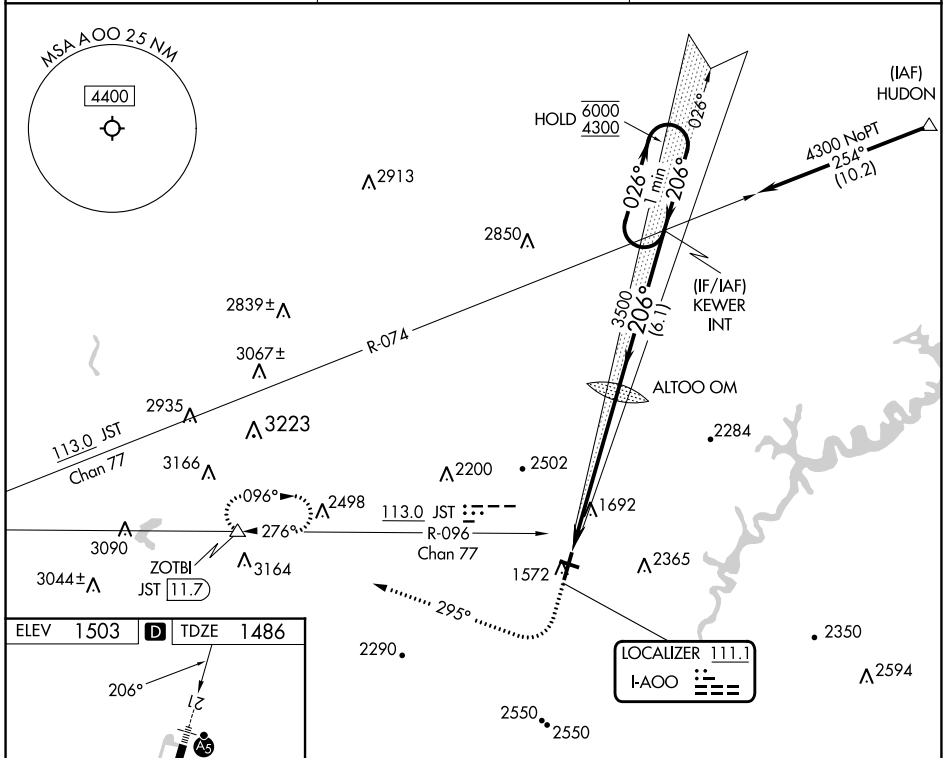 MSA AOO 25 NM
4400
(IAF)
HUDON
HOLD 6000
4300
026°
4300 NoPT
254°
(10.2)
2913
026°
1 min
206°
2850
(IF/IAF)
KEWER
INT
3500
206°
(6.1)
2839±
R-074
3067±
ALTOO OM
2935
3223
2284
113.0 JST
Chan 77
3166
2200
2502
096°
2498
1692
113.0 JST
276°
R-096
Chan 77
3090
ZOTBI
JST 11.7
3164
1572
2365
3044±
295°
ELEV 1503 D TDZE 1486
2290
LOCALIZER 111.1
I-AOO
2350
2594
206°
21
A5
2550
2550